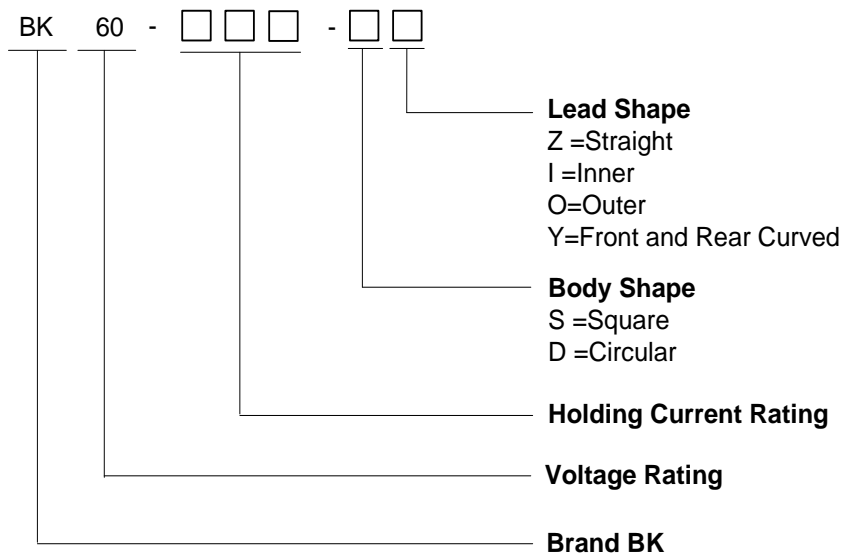 BK 60 - □ □ □ - □ □
Lead Shape
Z =Straight
I =Inner
O=Outer
Y=Front and Rear Curved
Body Shape
S =Square
D =Circular
Holding Current Rating
Voltage Rating
Brand BK